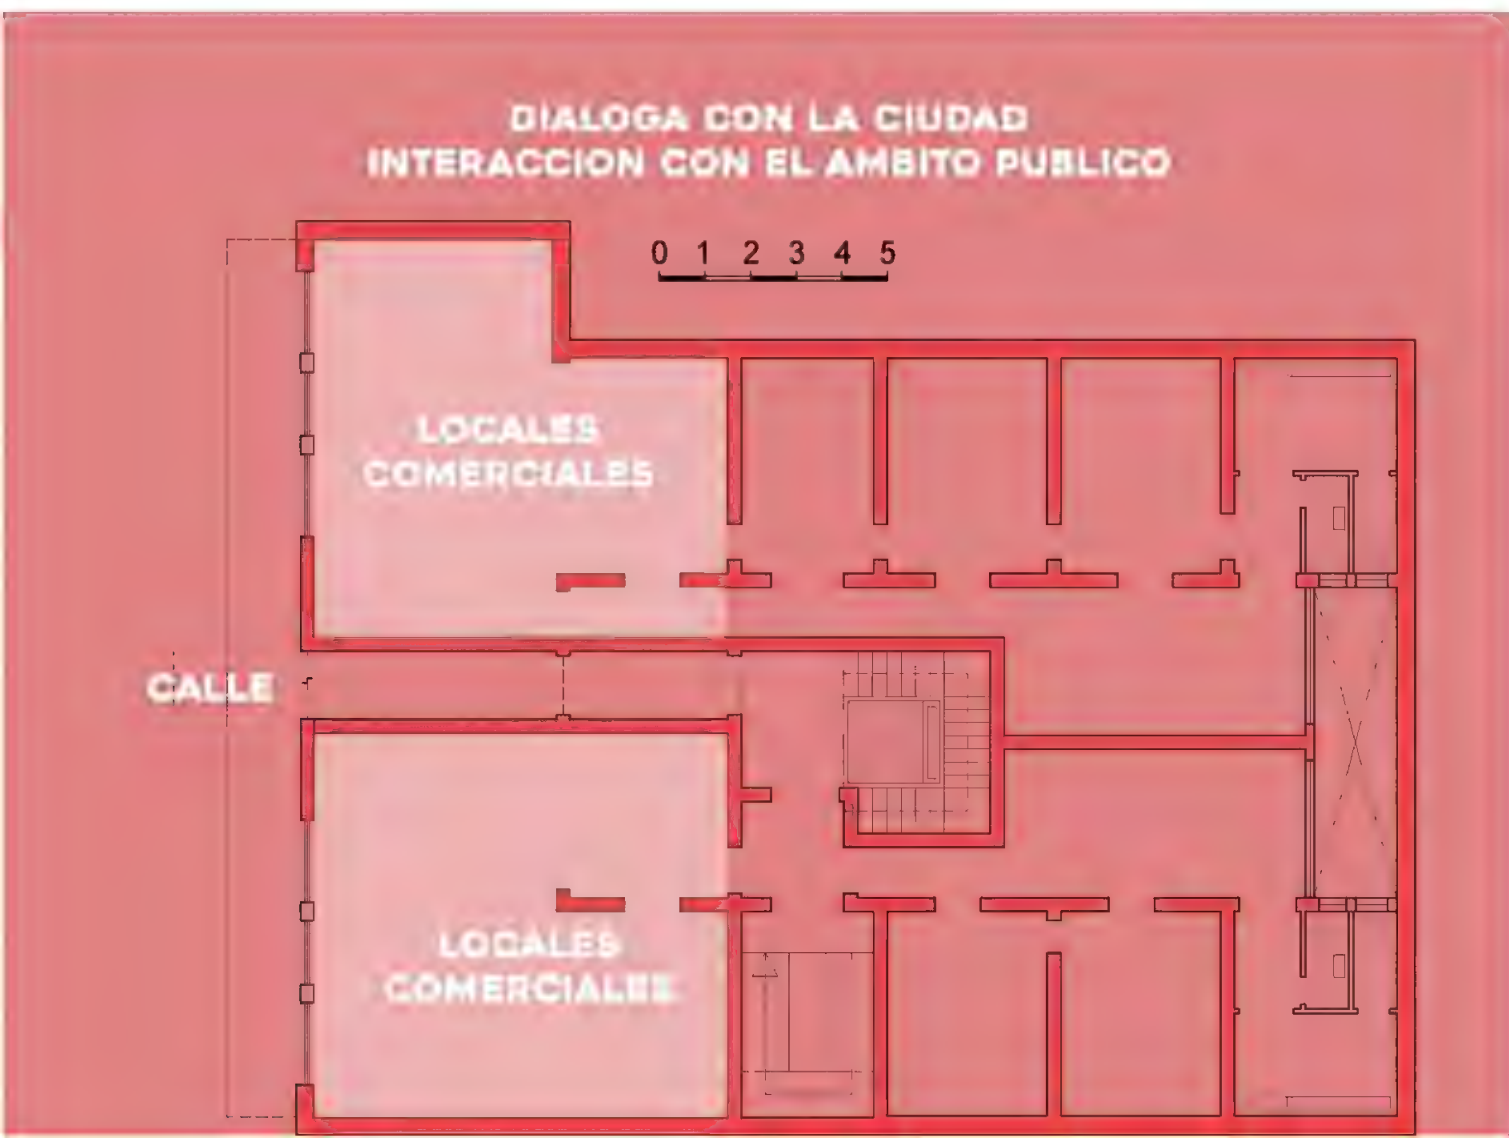 DIALOGA CON LA CIUDAD
INTERACCION CON EL AMBITO PUBLICO
0 1 2 3 4 5
LOCALES
COMERCIALES
CALLE
LOCALES
COMERCIALES